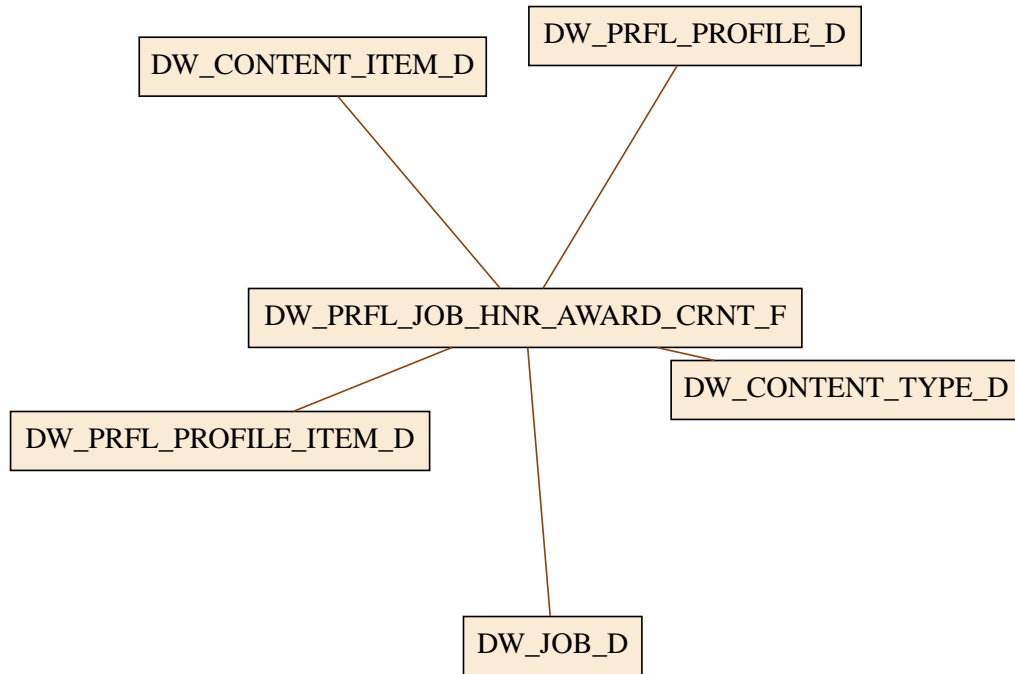 DW_PRFL_PROFILE_D
DW_CONTENT_ITEM_D
DW_PRFL_JOB_HNR_AWARD_CRNT_F
DW_CONTENT_TYPE_D
DW_PRFL_PROFILE_ITEM_D
DW_JOB_D